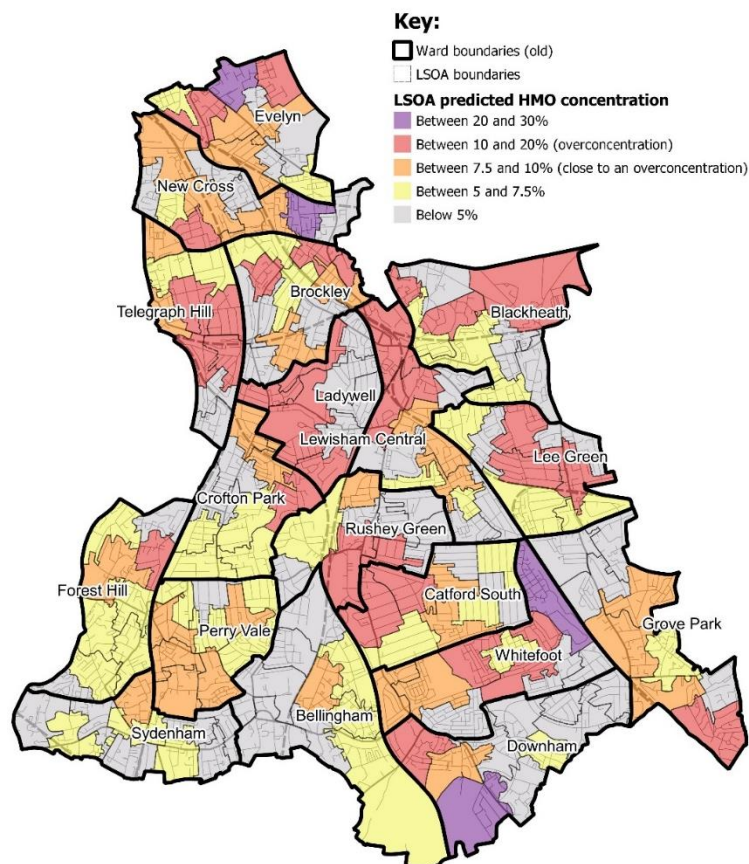 Key:
Ward boundaries (old)
LSOA boundaries
LSOA predicted HMO concentration
Between 20 and 30%
Between 10 and 20% (overconcentration)
Between 7.5 and 10% (close to an overconcentration)
Between 5 and 7.5%
Below 5%
Evelyn
New Cross
Telegraph Hill
Brockley
Blackheath
Ladywell
Lewisham Central
Lee Green
Crofton Park
Rushey Green
Forest Hill
Catford South
Perry Vale
Grove Park
Whitefoot
Bellingham
Sydenham
Downham